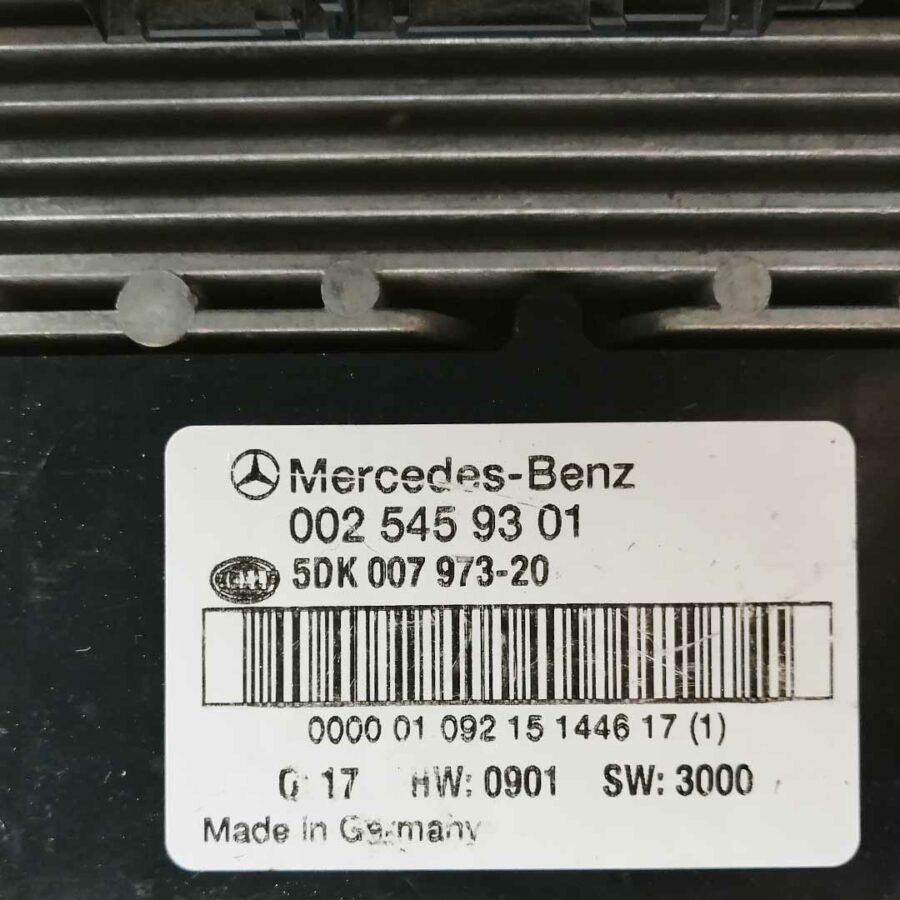 Mercedes-Benz
002 545 93 01
HELLA 5DK 007 973-20
0000 01 092 15 1446 17 (1)
Q: 17 HW: 0901 SW: 3000
Made in Germany